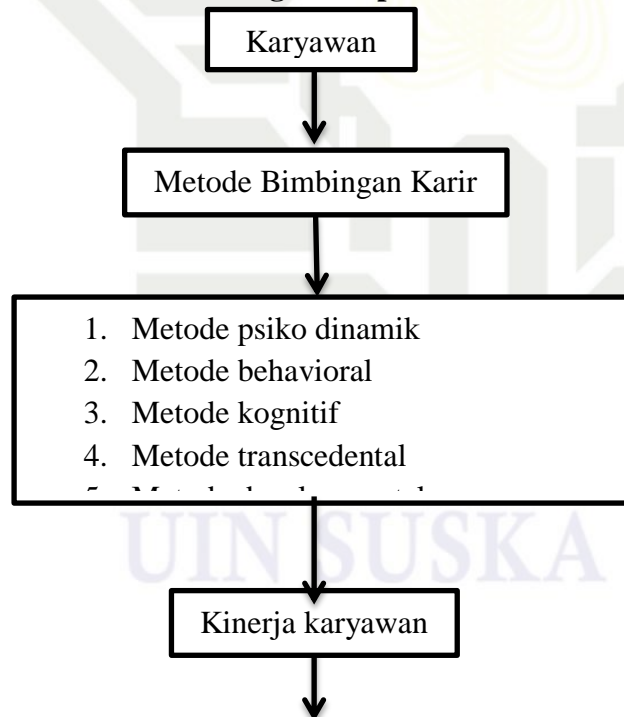 Karyawan
Metode Bimbingan Karir
1. Metode psiko dinamik
2. Metode behavioral
3. Metode kognitif
4. Metode transcedental
UIN SUSKA
Kinerja karyawan